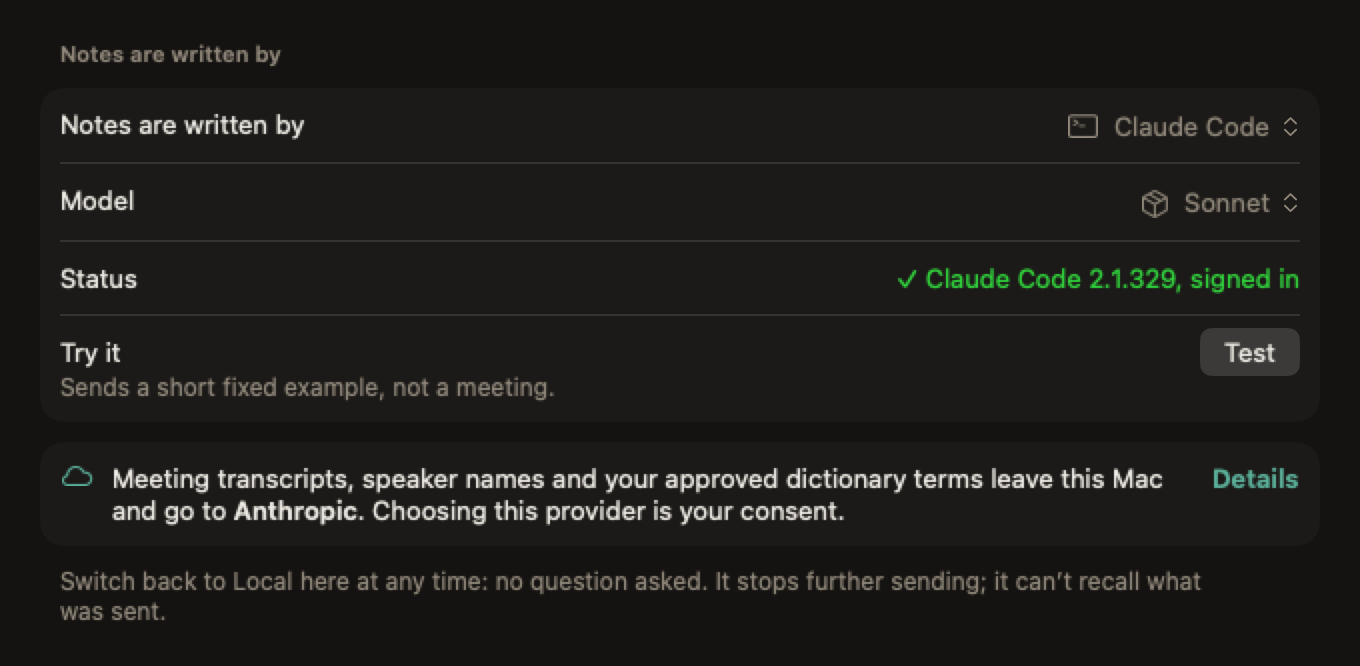 Notes are written by
Notes are written by
Claude Code
Model
Sonnet
Status
✓ Claude Code 2.1.329, signed in
Try it
Test
Sends a short fixed example, not a meeting.
Meeting transcripts, speaker names and your approved dictionary terms leave this Mac
Details
and go to Anthropic. Choosing this provider is your consent.
Switch back to Local here at any time: no question asked. It stops further sending; it can’t recall what
was sent.